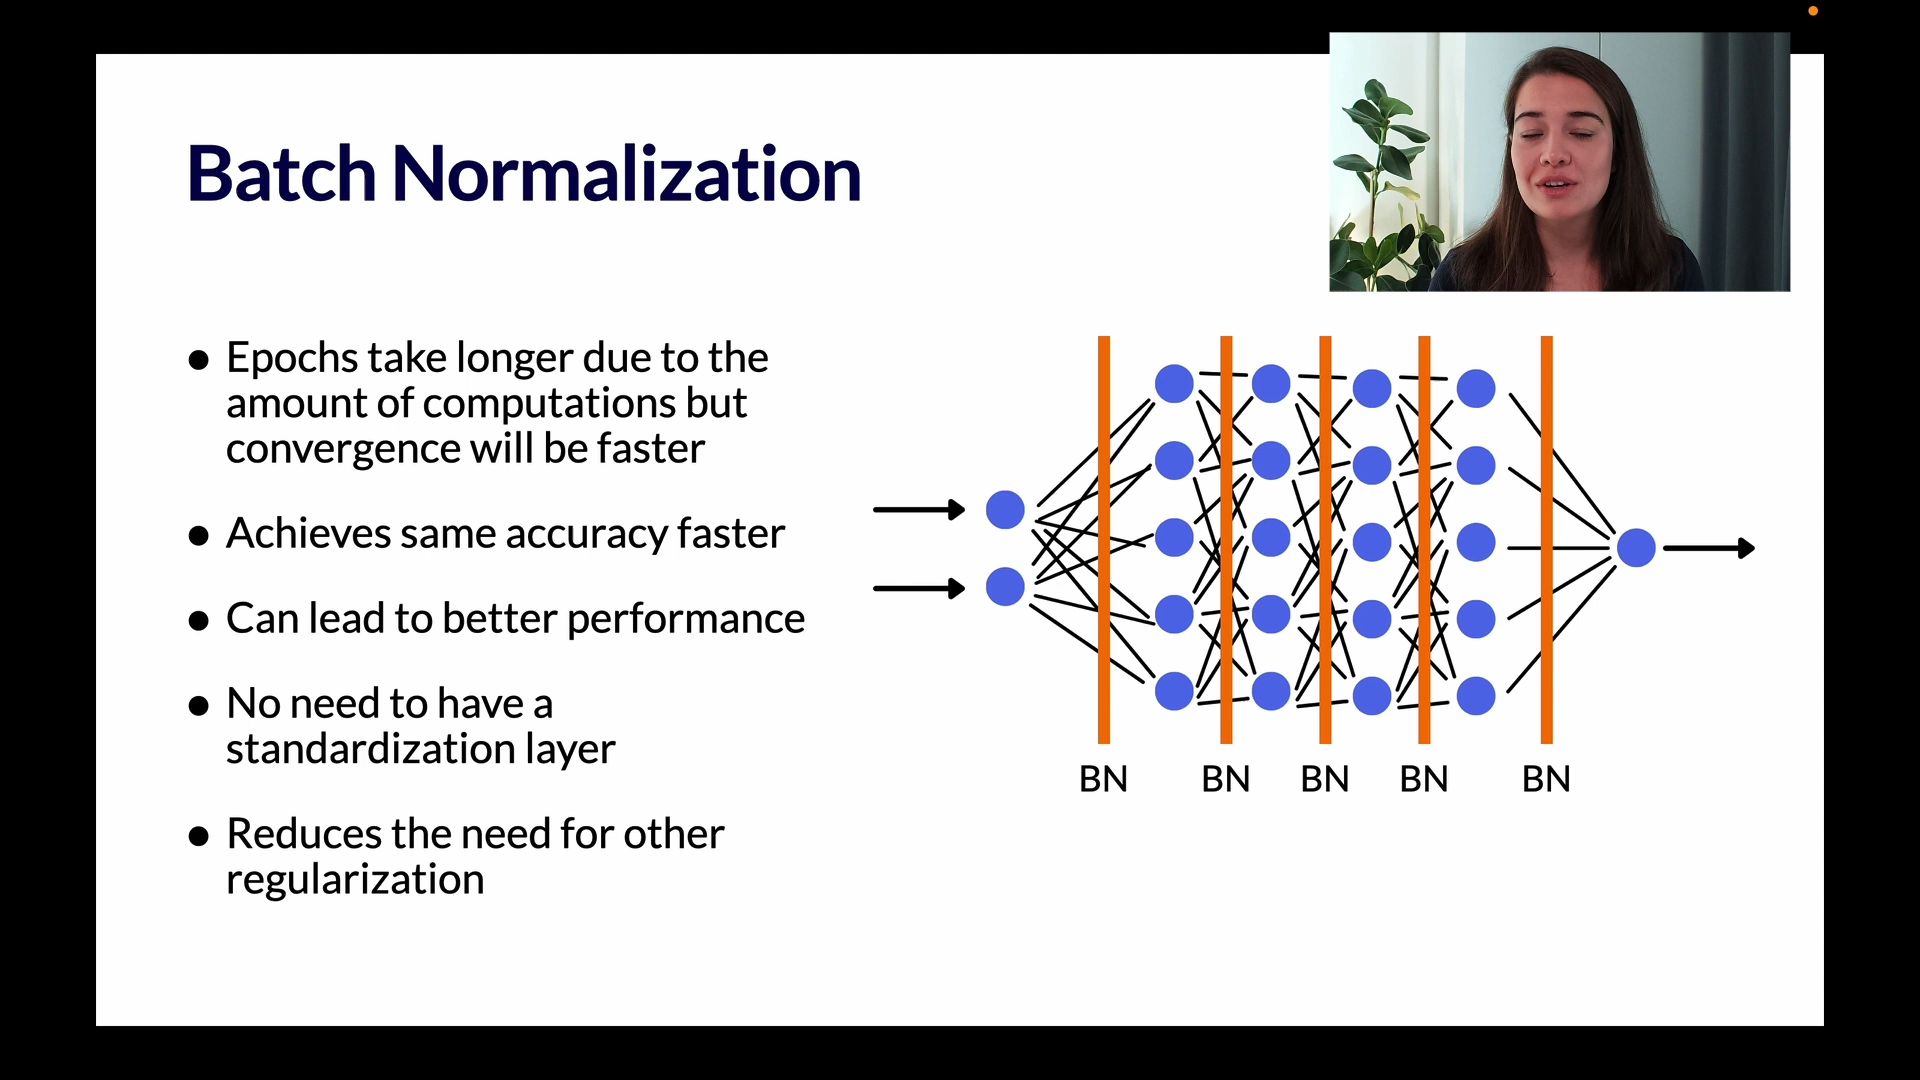 Batch Normalization
● Epochs take longer due to the
amount of computations but
convergence will be faster
● Achieves same accuracy faster
● Can lead to better performance
● No need to have a
standardization layer
● Reduces the need for other
regularization
BN BN BN BN BN